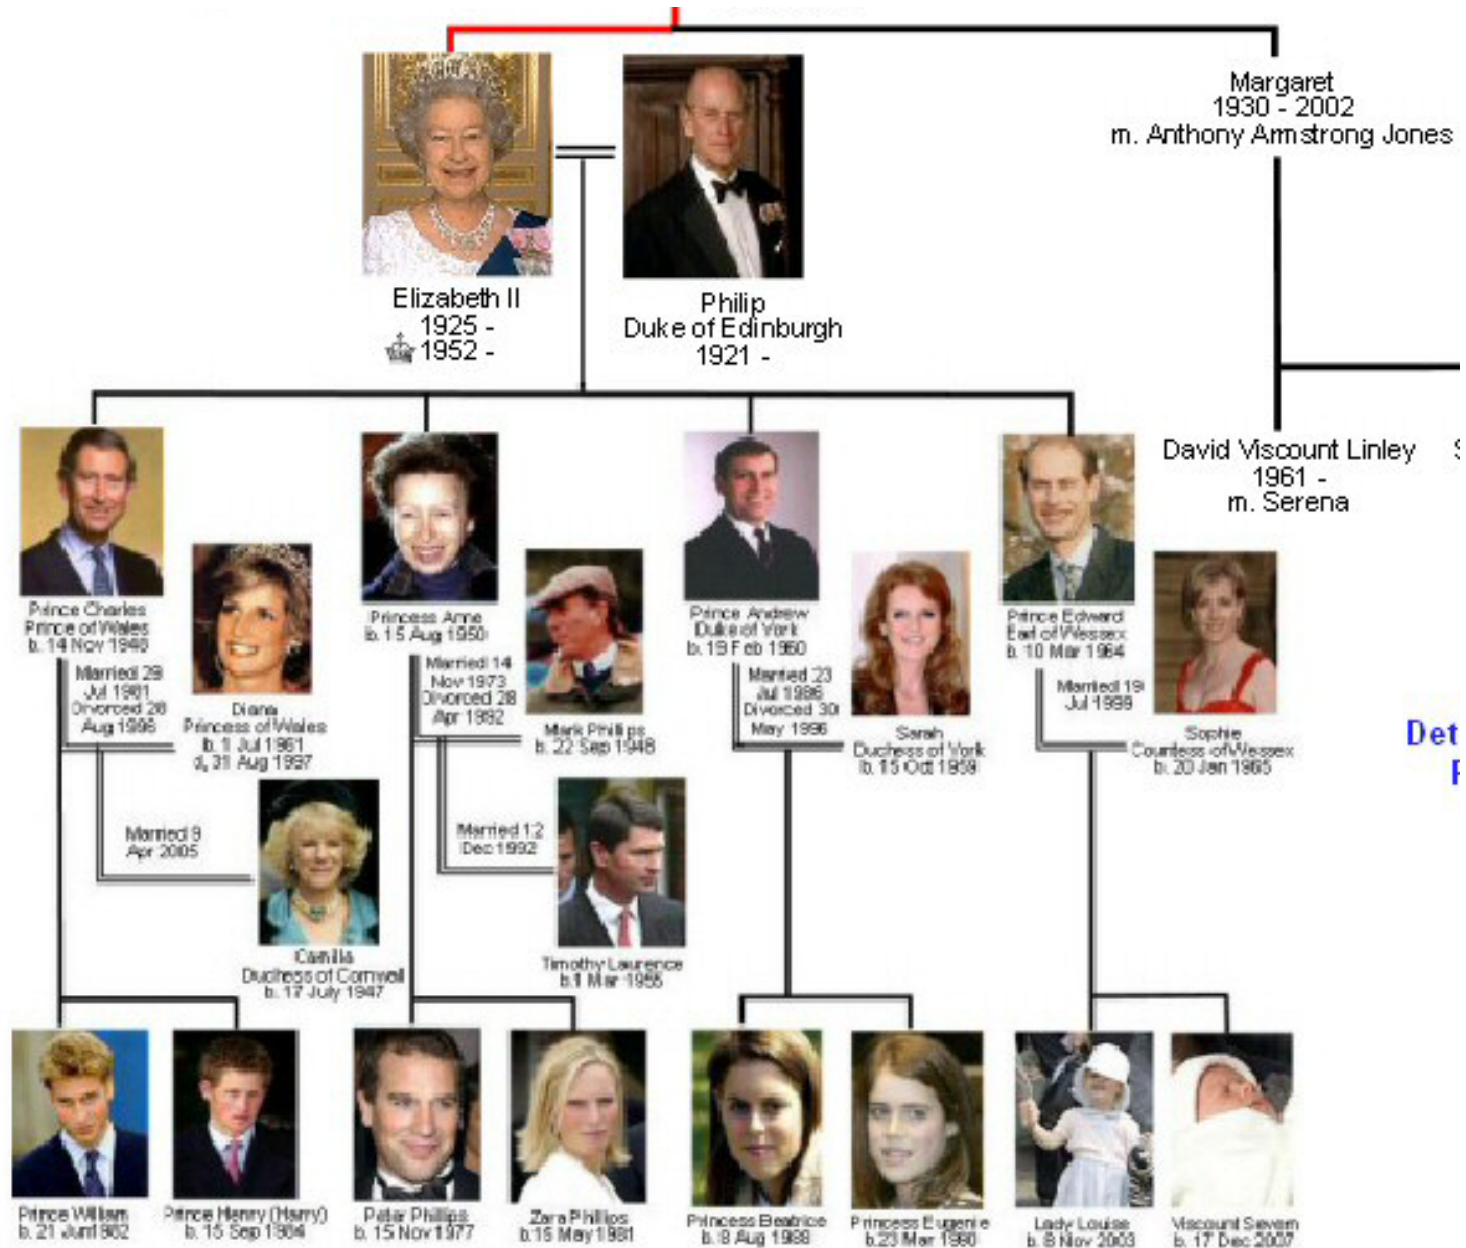 Margaret
1930 - 2002
m. Anthony Armstrong Jones
Elizabeth II
1925 -
1952 -
Philip
Duke of Edinburgh
1921 -
David Viscount Linley
1961 -
m. Serena
S
Prince Charles
Prince of Wales
b. 14 Nov 1948
Married 29
Jul 1981
Divorced 28
Aug 1996
Diana
Princess of Wales
b. 1 Jul 1961
d, 31 Aug 1997
Married 9
Apr 2005
Camilla
Duchess of Cornwall
b. 17 July 1947
Princess Anne
b. 15 Aug 1950
Married 14
Nov 1973
Divorced 28
Apr 1992
Mark Phillips
b. 22 Sep 1948
Married 12
Dec 1992
Timothy Laurence
b.1 Mar 1955
Prince Andrew
Duke of York
b. 19 Feb 1960
Married 23
Jul 1986
Divorced 30
May 1996
Sarah
Duchess of York
b. 15 Oct 1959
Prince Edward
Earl of Wessex
b. 10 Mar 1964
Married 19
Jul 1999
Sophie
Countess of Wessex
b. 20 Jan 1965
Det
P
Prince William
b. 21 Jun1982
Prince Henry (Harry)
b. 15 Sep 1984
Peter Phillips
b. 15 Nov 1977
Zara Phillips
b.15 May 1981
Princess Beatrice
b.8 Aug 1988
Princess Eugenie
b.23 Mar 1990
Lady Louise
b. 8 Nov 2003
Viscount Severn
b. 17 Dec 2007